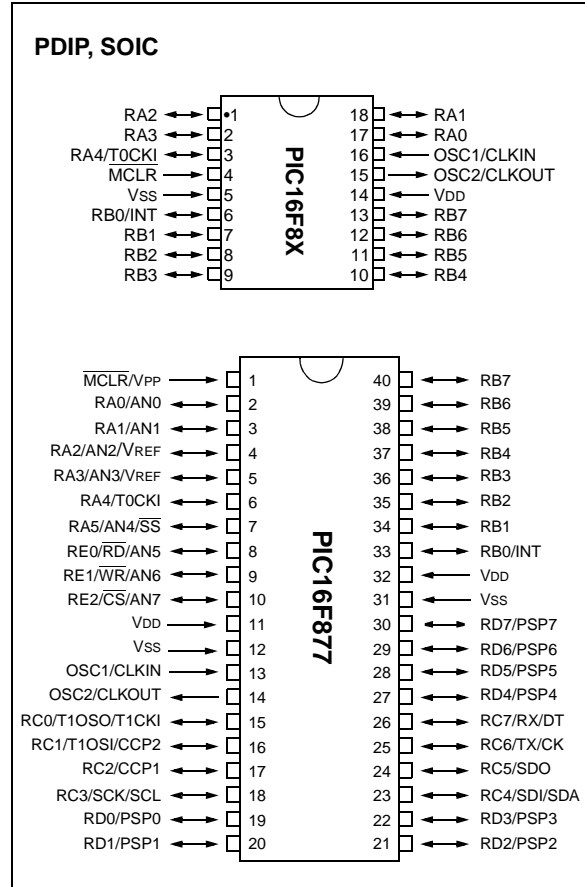 PDIP, SOIC
RA2 •1 18 RA1
RA3 2 17 RA0
RA4/T0CKI 3 16 OSC1/CLKIN
MCLR 4 15 OSC2/CLKOUT
VSS 5 14 VDD
RB0/INT 6 13 RB7
RB1 7 12 RB6
RB2 8 11 RB5
RB3 9 10 RB4
PIC16F8X
MCLR/VPP 1 40 RB7
RA0/AN0 2 39 RB6
RA1/AN1 3 38 RB5
RA2/AN2/VREF 4 37 RB4
RA3/AN3/VREF 5 36 RB3
RA4/T0CKI 6 35 RB2
RA5/AN4/SS 7 34 RB1
RE0/RD/AN5 8 33 RB0/INT
RE1/WR/AN6 9 32 VDD
RE2/CS/AN7 10 31 VSS
VDD 11 30 RD7/PSP7
VSS 12 29 RD6/PSP6
OSC1/CLKIN 13 28 RD5/PSP5
OSC2/CLKOUT 14 27 RD4/PSP4
RC0/T1OSO/T1CKI 15 26 RC7/RX/DT
RC1/T1OSI/CCP2 16 25 RC6/TX/CK
RC2/CCP1 17 24 RC5/SDO
RC3/SCK/SCL 18 23 RC4/SDI/SDA
RD0/PSP0 19 22 RD3/PSP3
RD1/PSP1 20 21 RD2/PSP2
PIC16F877